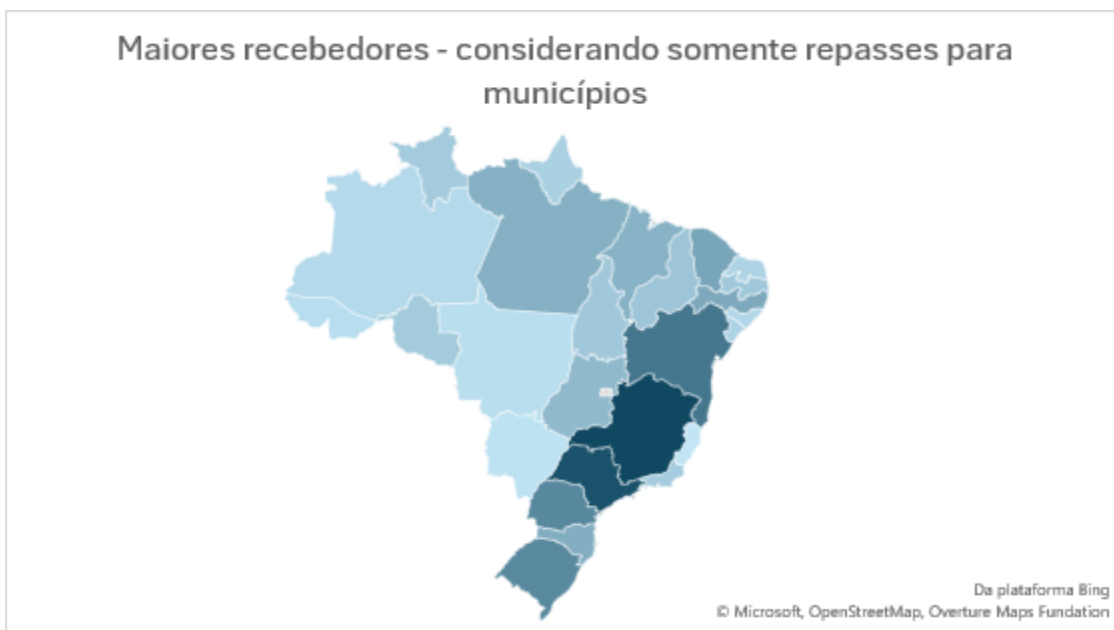 Maiores recebedores - considerando somente repasses para
municípios
Da plataforma Bing
© Microsoft, OpenStreetMap, Overture Maps Fundation